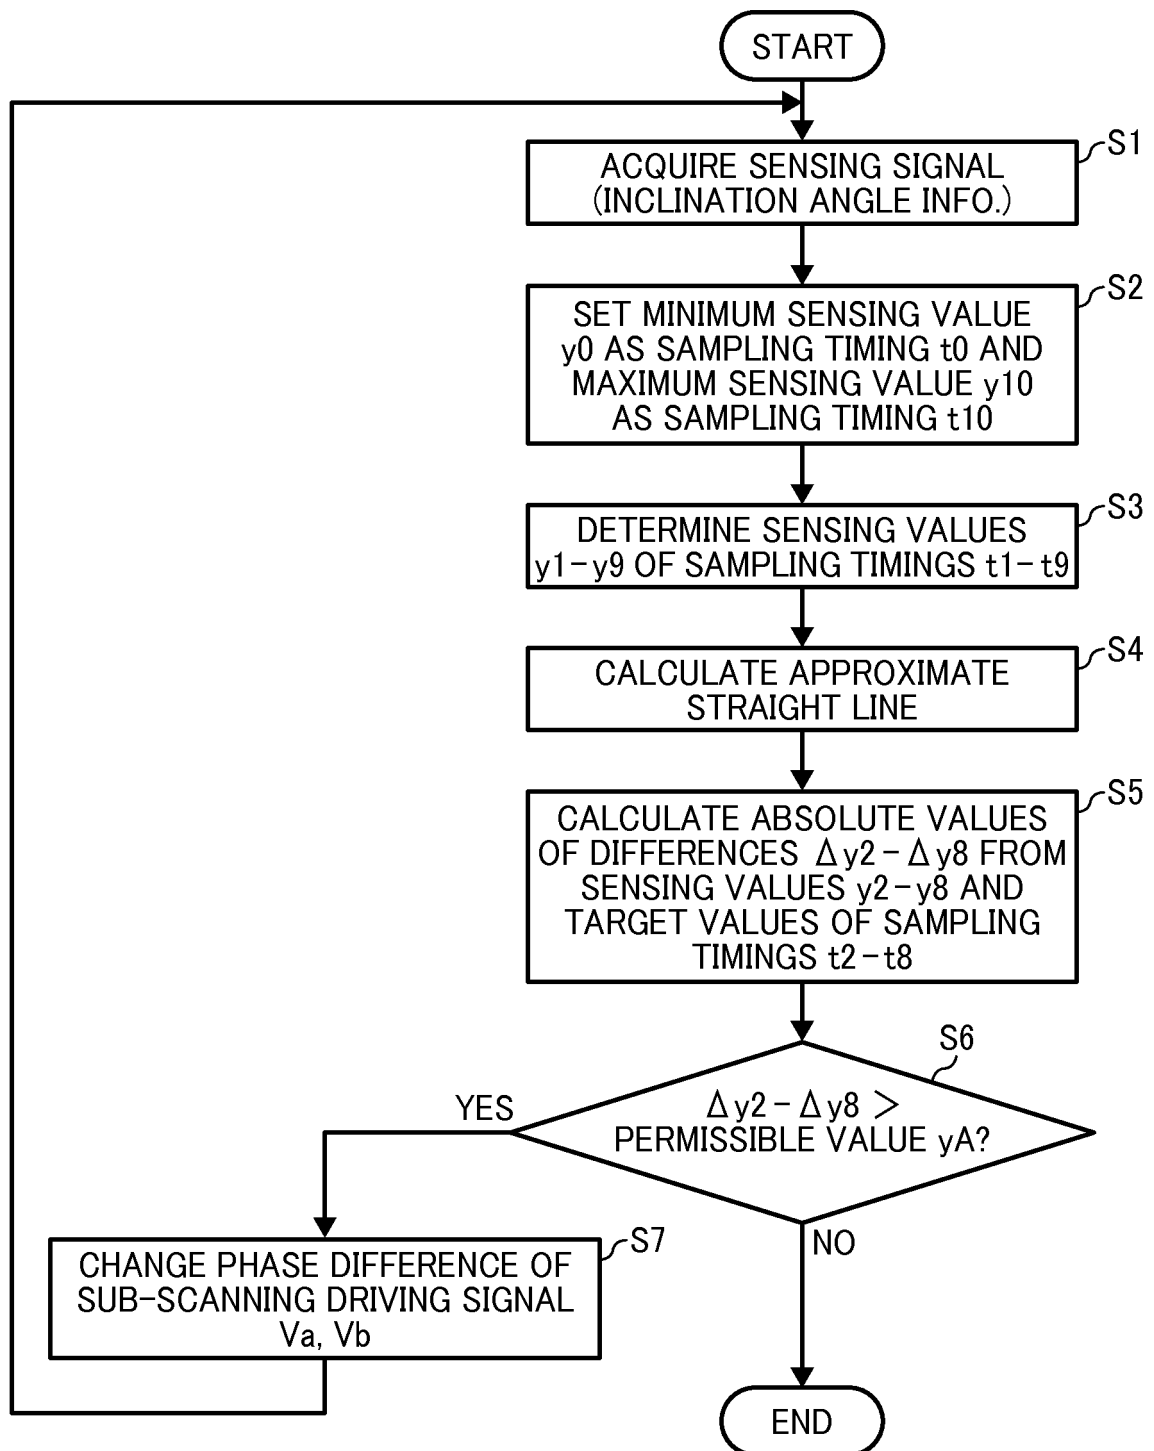 START
S1
ACQUIRE SENSING SIGNAL
(INCLINATION ANGLE INFO.)
S2
SET MINIMUM SENSING VALUE
y0 AS SAMPLING TIMING t0 AND
MAXIMUM SENSING VALUE y10
AS SAMPLING TIMING t10
S3
DETERMINE SENSING VALUES
y1-y9 OF SAMPLING TIMINGS t1-t9
S4
CALCULATE APPROXIMATE
STRAIGHT LINE
S5
CALCULATE ABSOLUTE VALUES
OF DIFFERENCES Δy2-Δy8 FROM
SENSING VALUES y2-y8 AND
TARGET VALUES OF SAMPLING
TIMINGS t2-t8
S6
Δy2-Δy8 >
PERMISSIBLE VALUE yA?
YES
NO
S7
CHANGE PHASE DIFFERENCE OF
SUB-SCANNING DRIVING SIGNAL
Va, Vb
END